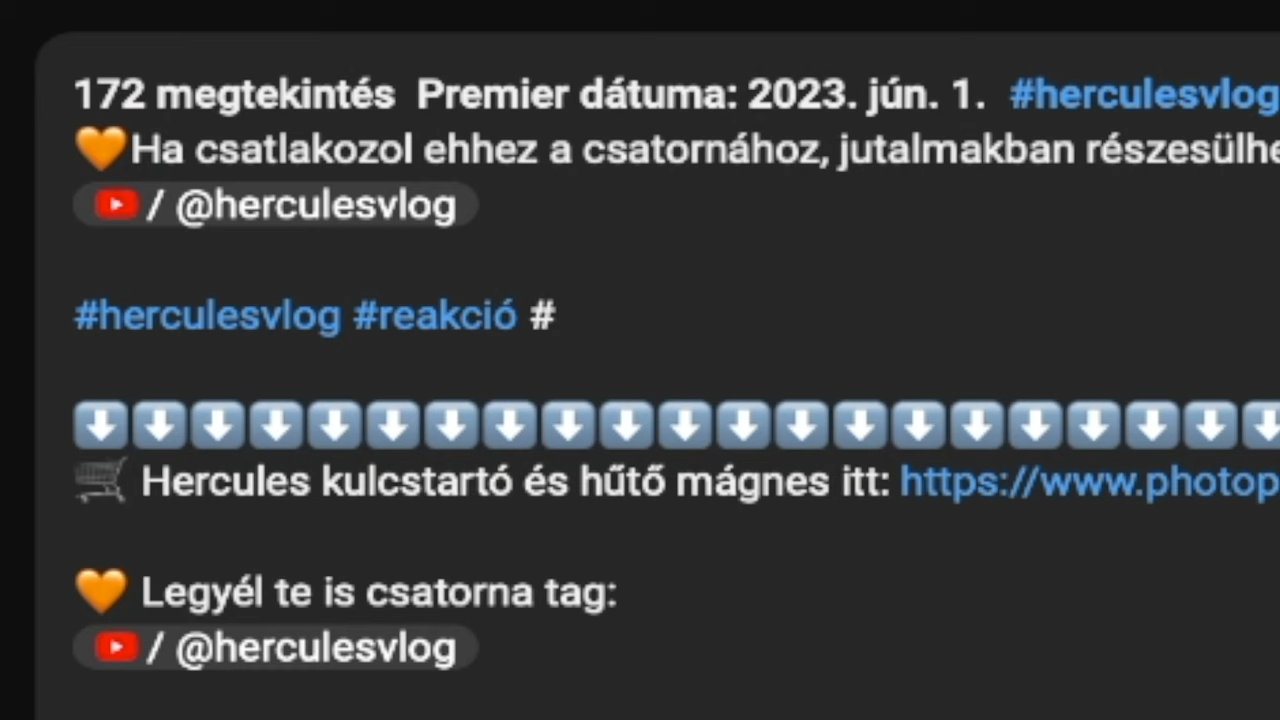 172 megtekintés Premier dátuma: 2023. jún. 1. #herculesvlog
🧡Ha csatlakozol ehhez a csatornához, jutalmakban részesülhe
/ @herculesvlog
#herculesvlog #reakció #
⬇️⬇️⬇️⬇️⬇️⬇️⬇️⬇️⬇️⬇️⬇️⬇️⬇️⬇️⬇️⬇️⬇️⬇️⬇️⬇️⬇️
🛒 Hercules kulcstartó és hűtő mágnes itt: https://www.photop
🧡 Legyél te is csatorna tag:
/ @herculesvlog